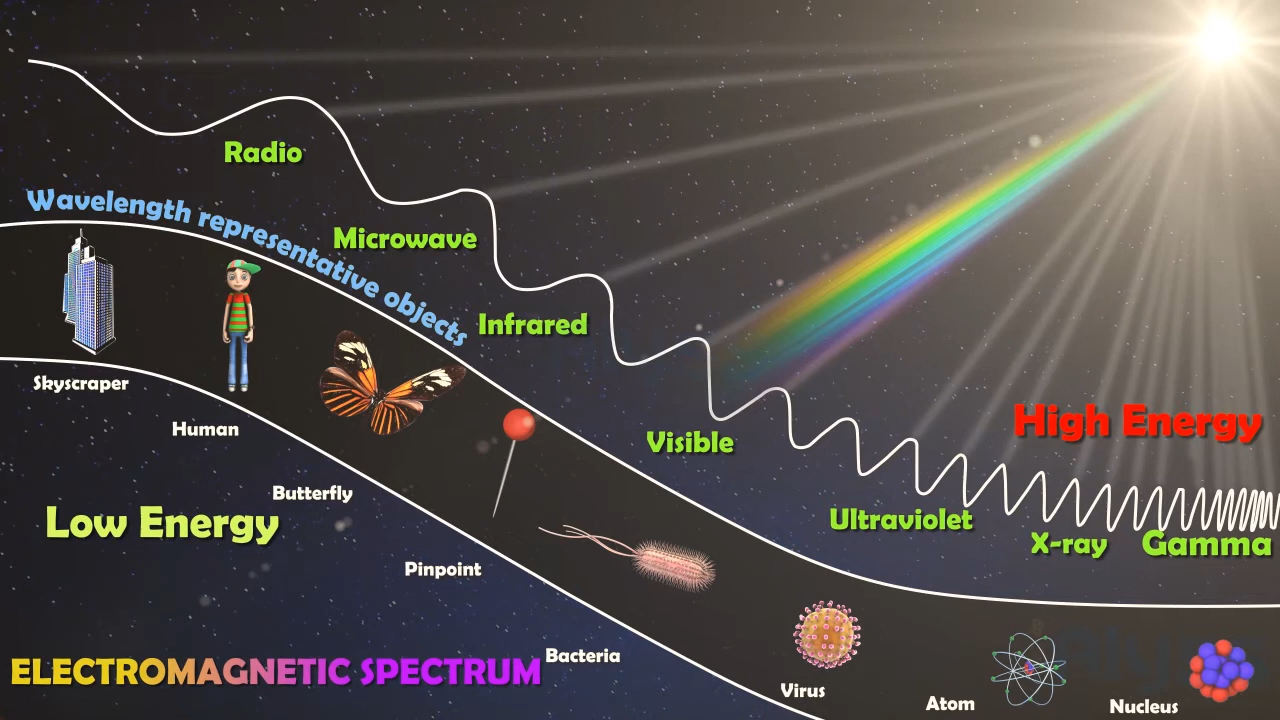 Radio
Wavelength representative objects
Microwave
Infrared
Skyscraper
High Energy
Human
Visible
Butterfly
Low Energy
Ultraviolet
X-ray
Gamma
Pinpoint
Bacteria
ELECTROMAGNETIC SPECTRUM
Virus
Atom
Nucleus